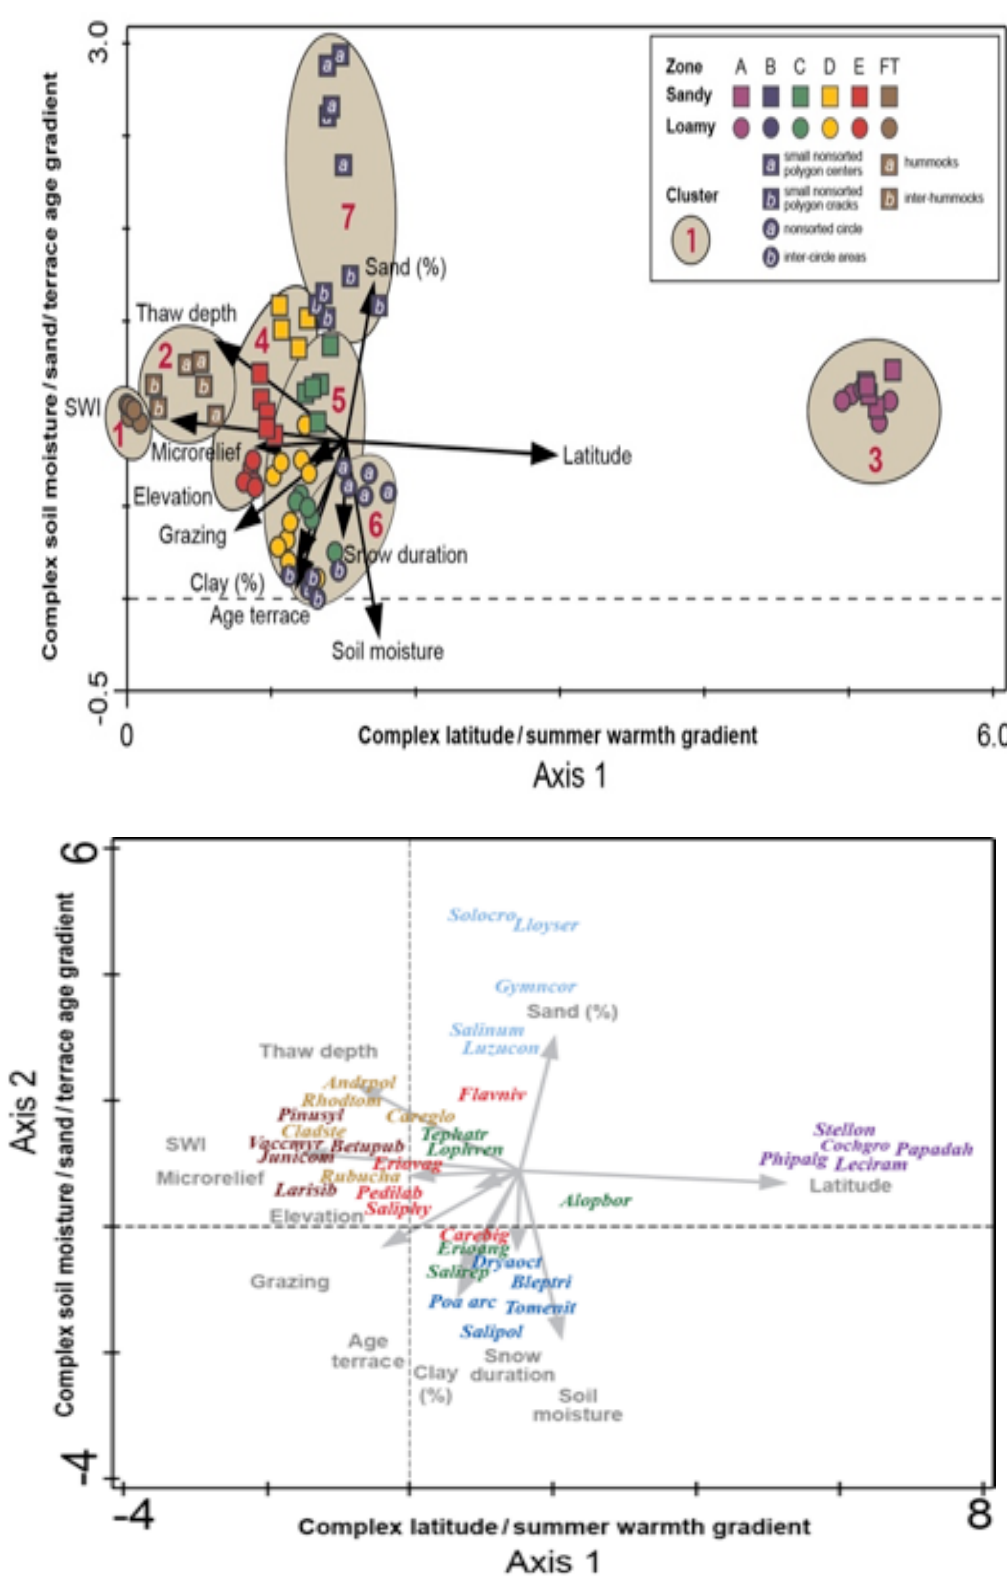 3.0
Complex soil moisture / sand / terrace age gradient
-0.5
0
6.0
Complex latitude / summer warmth gradient
Axis 1
Zone A B C D E FT
Sandy
Loamy
a small nonsorted polygon centers
a hummocks
Cluster
b small nonsorted polygon cracks
b inter-hummocks
1
a nonsorted circle
b inter-circle areas
a
a
a
a
7
Sand (%)
b
b
b
b
b
Thaw depth
4
2
a
a
b
b
b
a
5
SWI
1
Microrelief
Latitude
3
Elevation
Grazing
a
a
a
a
a
6
Snow duration
Clay (%)
b
b
b
b
Age terrace
Soil moisture
6
Axis 2
Complex soil moisture / sand / terrace age gradient
-4
Solocro
Lloyser
Gymncor
Sand (%)
Salinum
Luzucon
Thaw depth
Andrpol
Flavniv
Rhodtom
Pinusyl
Careglo
Cladste
Tephatr
Stellon
SWI
Vaccmyr
Betupub
Lophven
Cochgro
Papadah
Junicom
Eriovag
Phipalg
Leciram
Microrelief
Rubucha
Latitude
Larisib
Pedilab
Alopbor
Saliphy
Elevation
Carebig
Erioang
Dryaoct
Salirep
Bleptri
Grazing
Poa arc
Tomenit
Salipol
Age
terrace
Snow
duration
Clay
(%)
Soil
moisture
-4
8
Complex latitude / summer warmth gradient
Axis 1